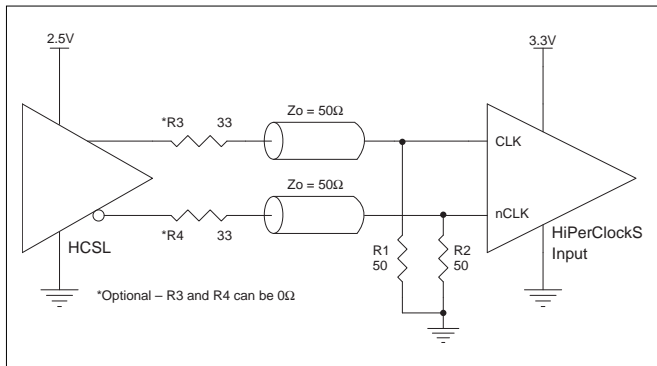 2.5V
3.3V
*R3 33
Zo = 50Ω
CLK
Zo = 50Ω
nCLK
*R4 33
HCSL
R1
50
R2
50
HiPerClockS
Input
*Optional – R3 and R4 can be 0Ω